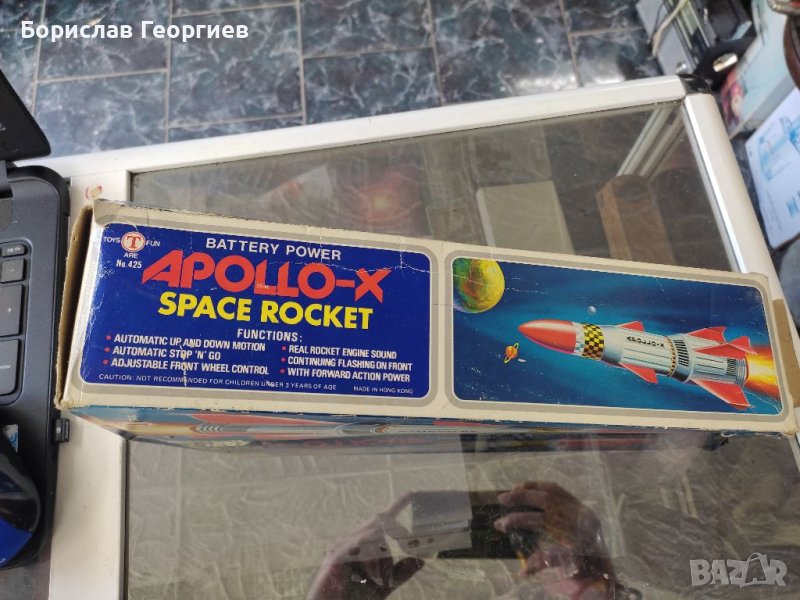 Борислав Георгиев
TOYS T FUN
ARE
No. 425
BATTERY POWER
APOLLO-X
SPACE ROCKET
FUNCTIONS:
• AUTOMATIC UP AND DOWN MOTION
• AUTOMATIC STOP 'N' GO
• ADJUSTABLE FRONT WHEEL CONTROL
• REAL ROCKET ENGINE SOUND
• CONTINUING FLASHING ON FRONT
• WITH FORWARD ACTION POWER
CAUTION: NOT RECOMMENDED FOR CHILDREN UNDER 3 YEARS OF AGE
MADE IN HONG KONG
APOLLO-X
BAZAR